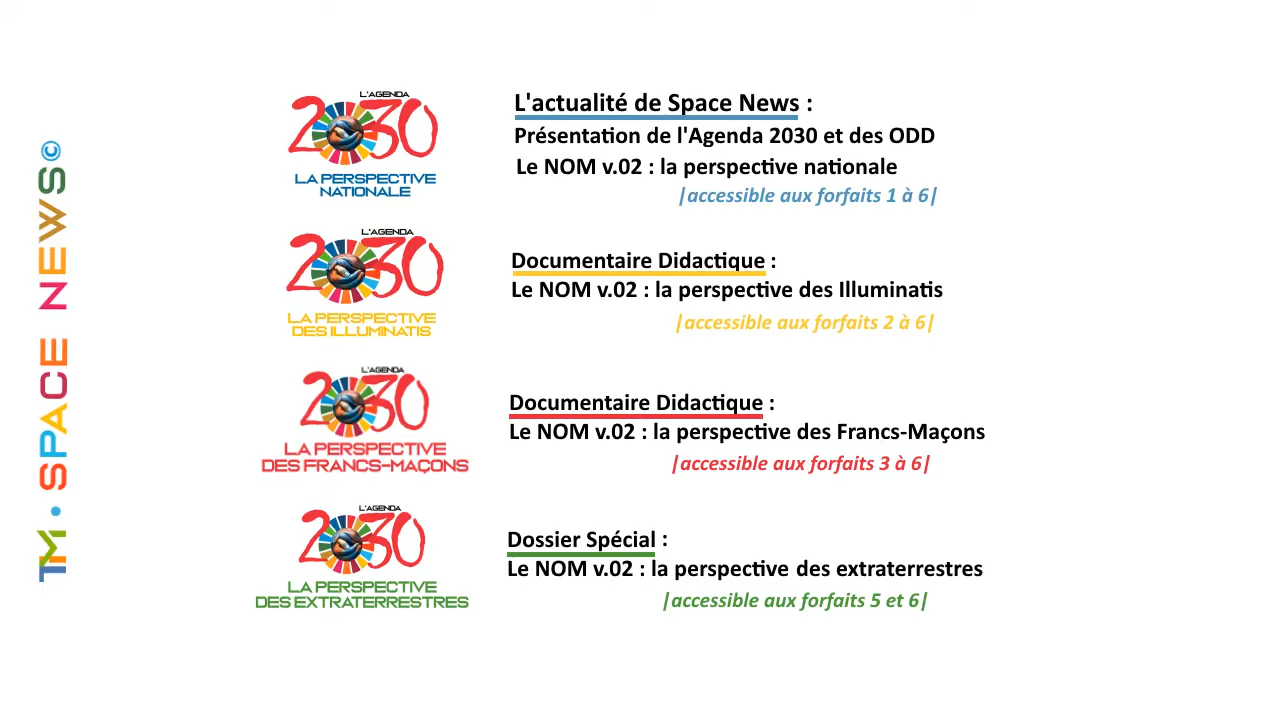 TM • SPACE NEWS©
L'AGENDA
2030
LA PERSPECTIVE
NATIONALE
L'actualité de Space News :
Présentation de l'Agenda 2030 et des ODD
Le NOM v.02 : la perspective nationale
|accessible aux forfaits 1 à 6|
L'AGENDA
2030
LA PERSPECTIVE
DES ILLUMINATIS
Documentaire Didactique :
Le NOM v.02 : la perspective des Illuminatis
|accessible aux forfaits 2 à 6|
L'AGENDA
2030
LA PERSPECTIVE
DES FRANCS-MAÇONS
Documentaire Didactique :
Le NOM v.02 : la perspective des Francs-Maçons
|accessible aux forfaits 3 à 6|
L'AGENDA
2030
LA PERSPECTIVE
DES EXTRATERRESTRES
Dossier Spécial :
Le NOM v.02 : la perspective des extraterrestres
|accessible aux forfaits 5 et 6|